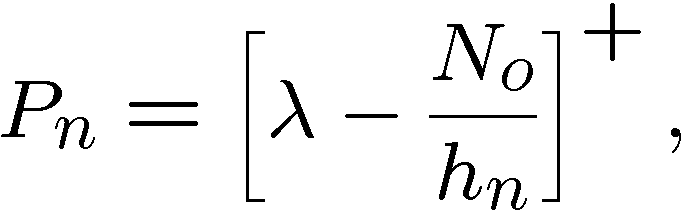 $P_n = \left[ \lambda - \frac{N_o}{h_n} \right]^+ ,$